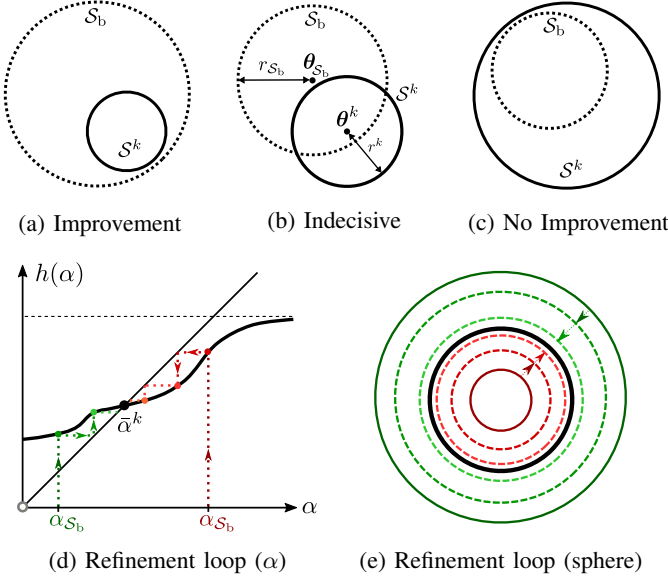 𝒮_b
𝒮^k
(a) Improvement
r_{𝒮_b}
𝜽_{𝒮_b}
𝒮^k
𝜽^k
r^k
(b) Indecisive
𝒮_b
𝒮^k
(c) No Improvement
h(α)
ᾱ^k
α
α_{𝒮_b}
α_{𝒮_b}
(d) Refinement loop (α)
(e) Refinement loop (sphere)